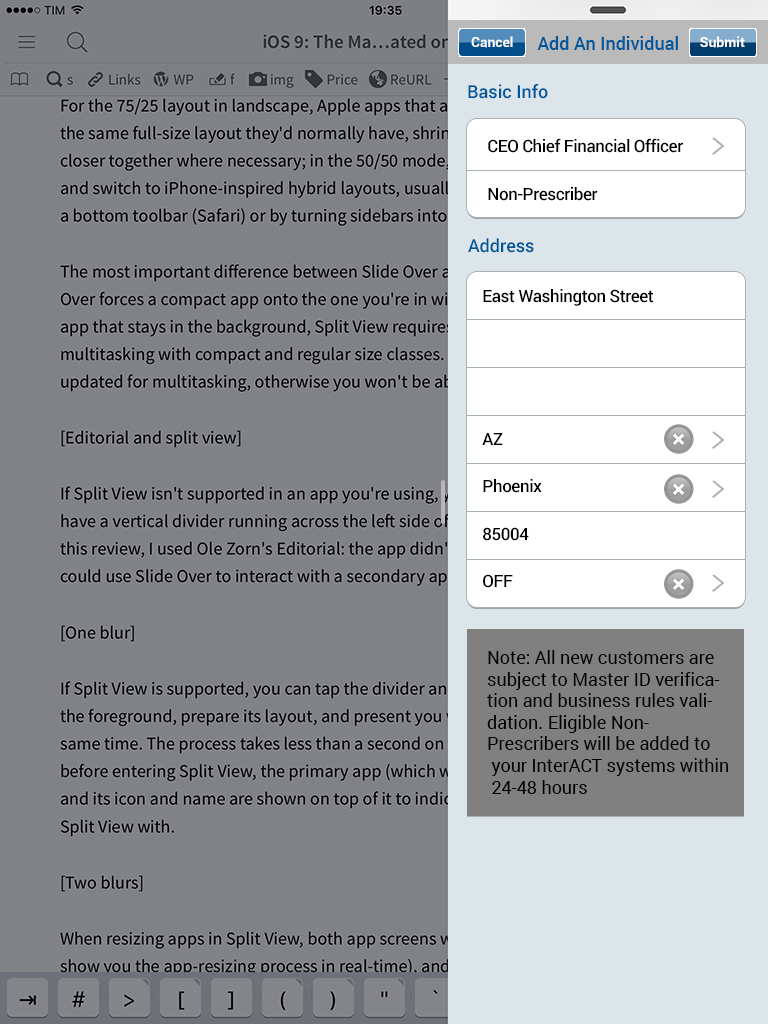 TIM
19:35
iOS 9: The Ma…ated or
s
Links
WP
f
img
Price
ReURL
For the 75/25 layout in landscape, Apple apps that a
the same full-size layout they'd normally have, shrin
closer together where necessary; in the 50/50 mode,
and switch to iPhone-inspired hybrid layouts, usuall
a bottom toolbar (Safari) or by turning sidebars into
The most important difference between Slide Over a
Over forces a compact app onto the one you're in wi
app that stays in the background, Split View require
multitasking with compact and regular size classes.
updated for multitasking, otherwise you won't be ab
[Editorial and split view]
If Split View isn't supported in an app you're using, y
have a vertical divider running across the left side of
this review, I used Ole Zorn's Editorial: the app didn'
could use Slide Over to interact with a secondary ap
[One blur]
If Split View is supported, you can tap the divider an
the foreground, prepare its layout, and present you w
same time. The process takes less than a second on
before entering Split View, the primary app (which w
and its icon and name are shown on top of it to indic
Split View with.
[Two blurs]
When resizing apps in Split View, both app screens w
show you the app-resizing process in real-time), and
# > [ ] ( ) " `
Cancel
Add An Individual
Submit
Basic Info
CEO Chief Financial Officer
Non-Prescriber
Address
East Washington Street
AZ
Phoenix
85004
OFF
Note: All new customers are
subject to Master ID verifica-
tion and business rules vali-
dation. Eligible Non-
Prescribers will be added to
your InterACT systems within
24-48 hours